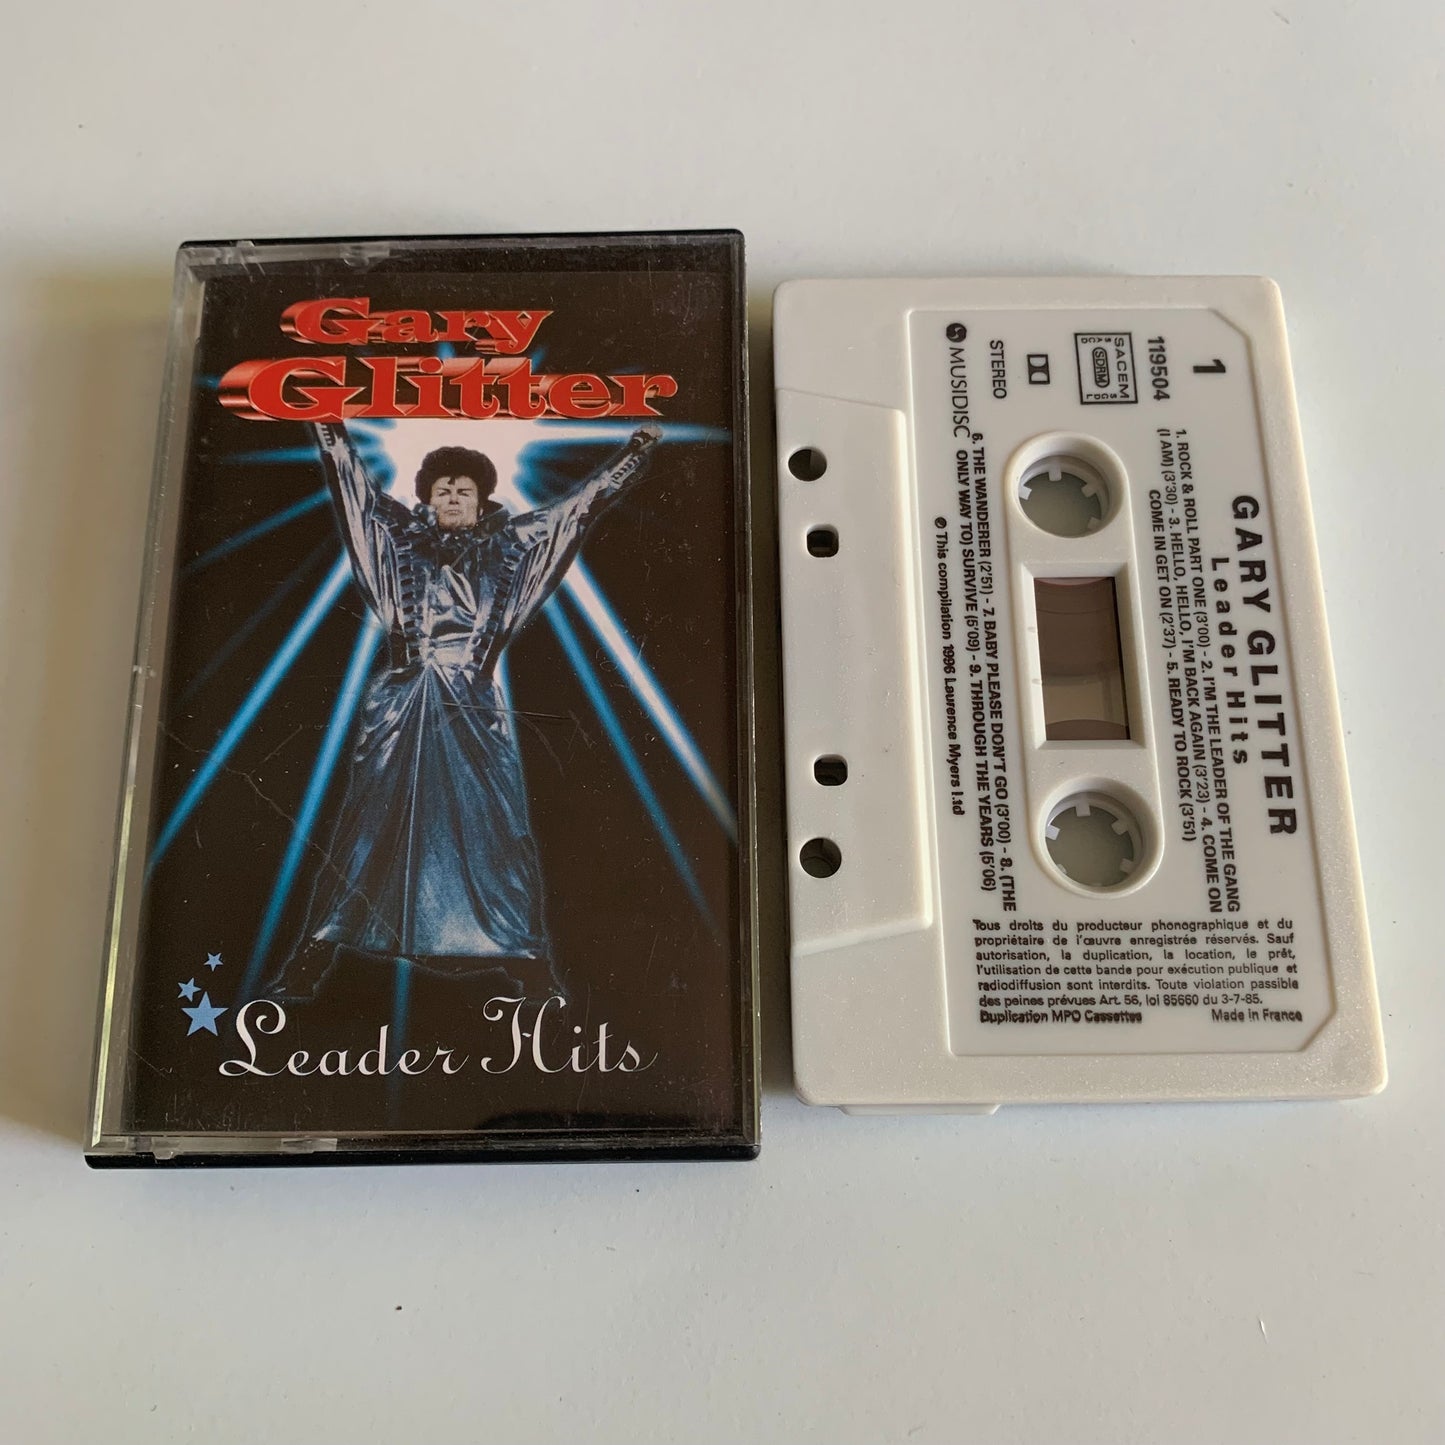 Gary
Glitter
Leader Hits
1
119504
SACEM
SACD
SDRM
SGDL
STEREO
MUSIDISC
GARY GLITTER
Leader Hits
1. ROCK & ROLL PART ONE (3'00) - 2. I'M THE LEADER OF THE GANG
(I AM) (3'30) - 3. HELLO, HELLO, I'M BACK AGAIN (3'23) - 4. COME ON
COME IN GET ON (2'37) - 5. READY TO ROCK (3'51)
6. THE WANDERER (2'51) - 7. BABY PLEASE DON'T GO (3'00) - 8. (THE
ONLY WAY TO) SURVIVE (5'09) - 9. THROUGH THE YEARS (5'06)
℗ This compilation 1996 Laurence Myers Ltd
Tous droits du producteur phonographique et du
propriétaire de l'œuvre enregistrée réservés. Sauf
autorisation, la duplication, la location, le prêt,
l'utilisation de cette bande pour exécution publique et
radiodiffusion sont interdits. Toute violation passible
des peines prévues Art. 56, loi 85660 du 3-7-85.
Duplication MPO Cassettes Made in France